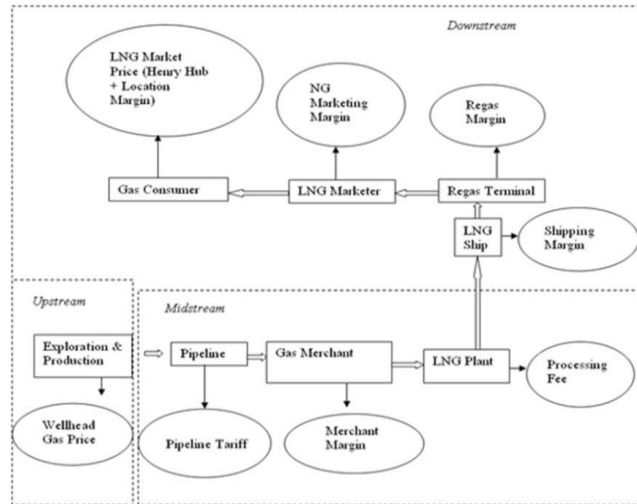 Downstream
LNG Market
Price (Henry Hub
+ Location
Margin)
NG
Marketing
Margin
Regas
Margin
Gas Consumer
LNG Marketer
Regas Terminal
LNG
Ship
Shipping
Margin
Upstream
Midstream
Exploration &
Production
Pipeline
Gas Merchant
LNG Plant
Processing
Fee
Wellhead
Gas Price
Pipeline Tariff
Merchant
Margin